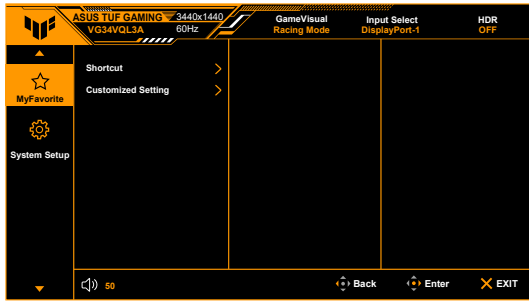 ASUS TUF GAMING 3440x1440
VG34VQL3A 60Hz
GameVisual
Racing Mode
Input Select
DisplayPort-1
HDR
OFF
MyFavorite
System Setup
Shortcut
Customized Setting
50
Back
Enter
EXIT